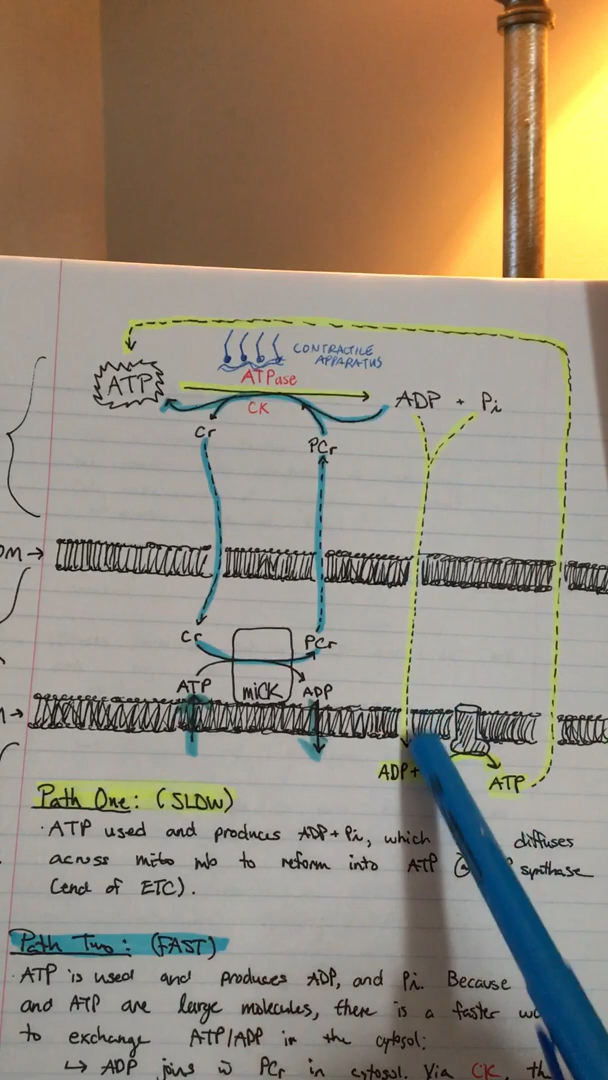 CONTRACTILE
APPARATUS
ATP
ATPase
ADP + Pi
CK
Cr
PCr
OM →
Cr
PCr
ATP
miCK
ADP
ADP+
ATP
Path One: (SLOW)
· ATP used and produces ADP + Pi, which diffuses
across mito mb to reform into ATP synthase
(end of ETC).
Path Two: (FAST)
· ATP is used and produces ADP, and Pi. Because
and ATP are large molecules, there is a faster
to exchange ATP/ADP in the cytosol:
↳ ADP joins w PCr in cytosol. Via CK, th